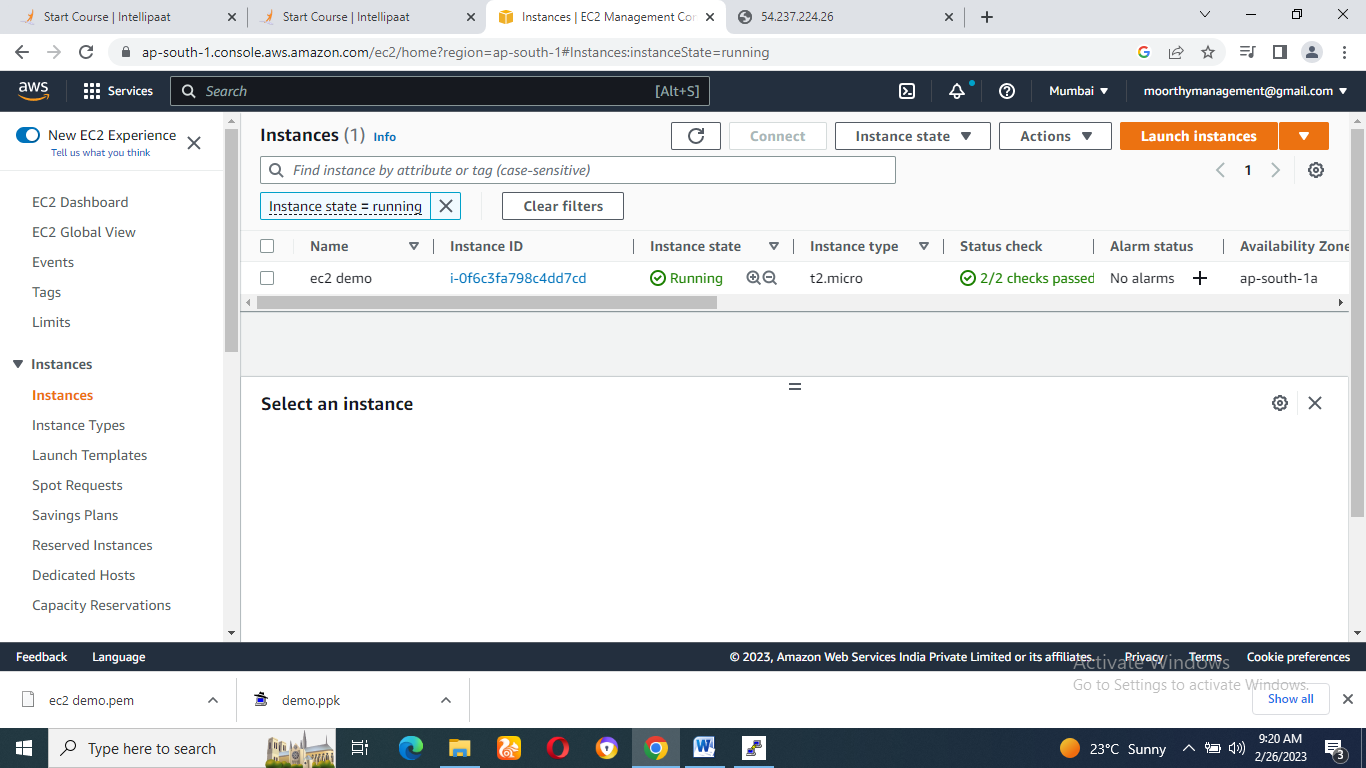 Start Course | Intellipaat
Start Course | Intellipaat
Instances | EC2 Management Con
54.237.224.26
ap-south-1.console.aws.amazon.com/ec2/home?region=ap-south-1#Instances:instanceState=running
aws
Services
Search
[Alt+S]
Mumbai
moorthymanagement@gmail.com
New EC2 Experience
Tell us what you think
EC2 Dashboard
EC2 Global View
Events
Tags
Limits
Instances
Instances
Instance Types
Launch Templates
Spot Requests
Savings Plans
Reserved Instances
Dedicated Hosts
Capacity Reservations
Instances (1) Info
Connect
Instance state
Actions
Launch instances
Find instance by attribute or tag (case-sensitive)
1
Instance state = running
Clear filters
Name Instance ID Instance state Instance type Status check Alarm status Availability Zone
ec2 demo i-0f6c3fa798c4dd7cd Running t2.micro 2/2 checks passed No alarms ap-south-1a
Select an instance
Feedback Language
© 2023, Amazon Web Services India Private Limited or its affiliates. Privacy Terms Cookie preferences
Activate Windows
Go to Settings to activate Windows.
ec2 demo.pem
demo.ppk
Show all
Type here to search
23°C Sunny
9:20 AM
2/26/2023
3